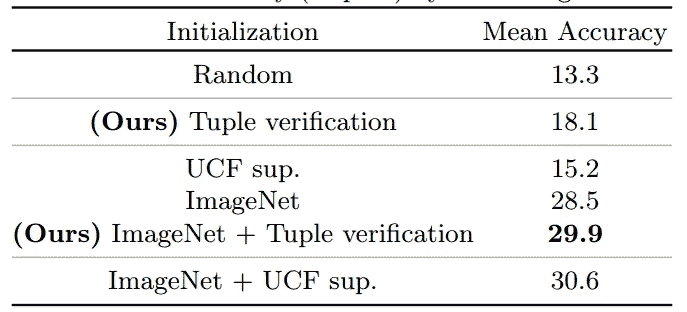 Initialization Mean Accuracy
Random 13.3
(Ours) Tuple verification 18.1
UCF sup. 15.2
ImageNet 28.5
(Ours) ImageNet + Tuple verification 29.9
ImageNet + UCF sup. 30.6